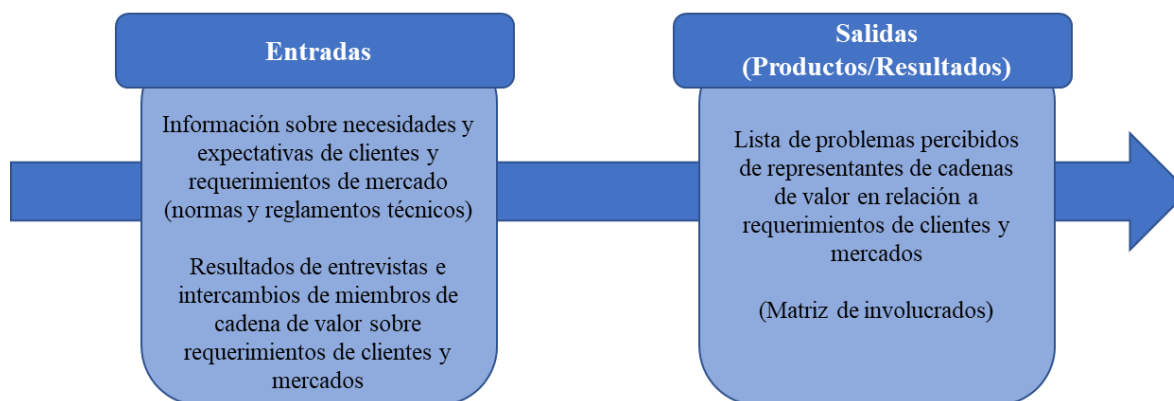 Entradas
Información sobre necesidades y
expectativas de clientes y
requerimientos de mercado
(normas y reglamentos técnicos)
Resultados de entrevistas e
intercambios de miembros de
cadena de valor sobre
requerimientos de clientes y
mercados
Salidas
(Productos/Resultados)
Lista de problemas percibidos
de representantes de cadenas
de valor en relación a
requerimientos de clientes y
mercados
(Matriz de involucrados)